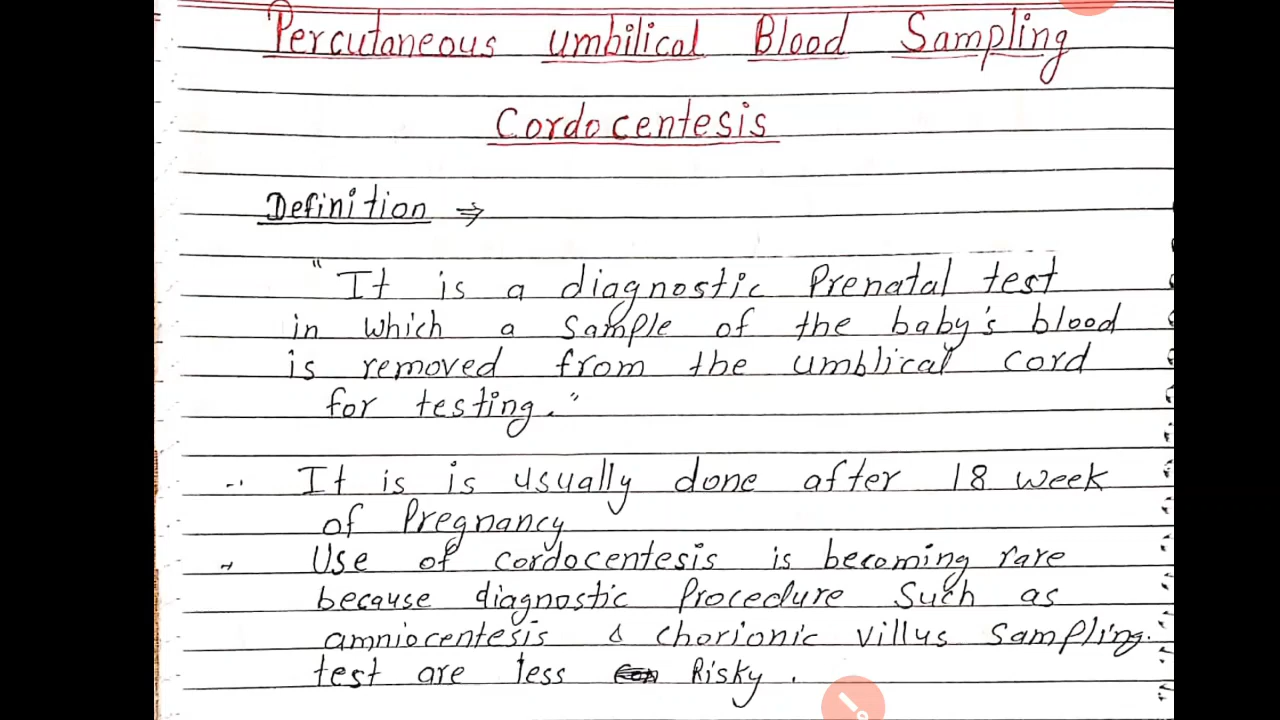 Percutaneous umbilical Blood Sampling
Cordocentesis
Definition ⇒
" It is a diagnostic Prenatal test
in which a sample of the baby's blood
is removed from the umblical cord
for testing."
It is is usually done after 18 week
of Pregnancy
Use of cordocentesis is becoming rare
because diagnostic Procedure Such as
amniocentesis & chorionic villus sampling.
test are less Risky.